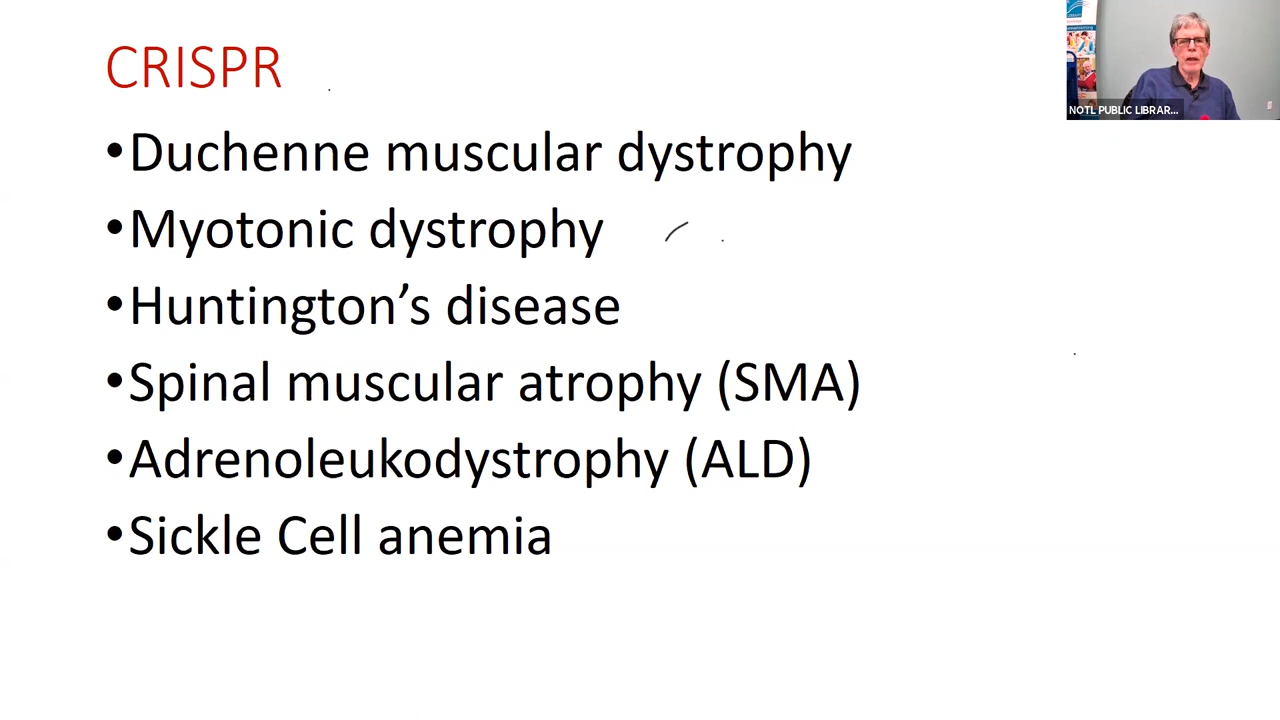 CRISPR
•Duchenne muscular dystrophy
•Myotonic dystrophy
•Huntington’s disease
•Spinal muscular atrophy (SMA)
•Adrenoleukodystrophy (ALD)
•Sickle Cell anemia
NOTL PUBLIC LIBRAR...